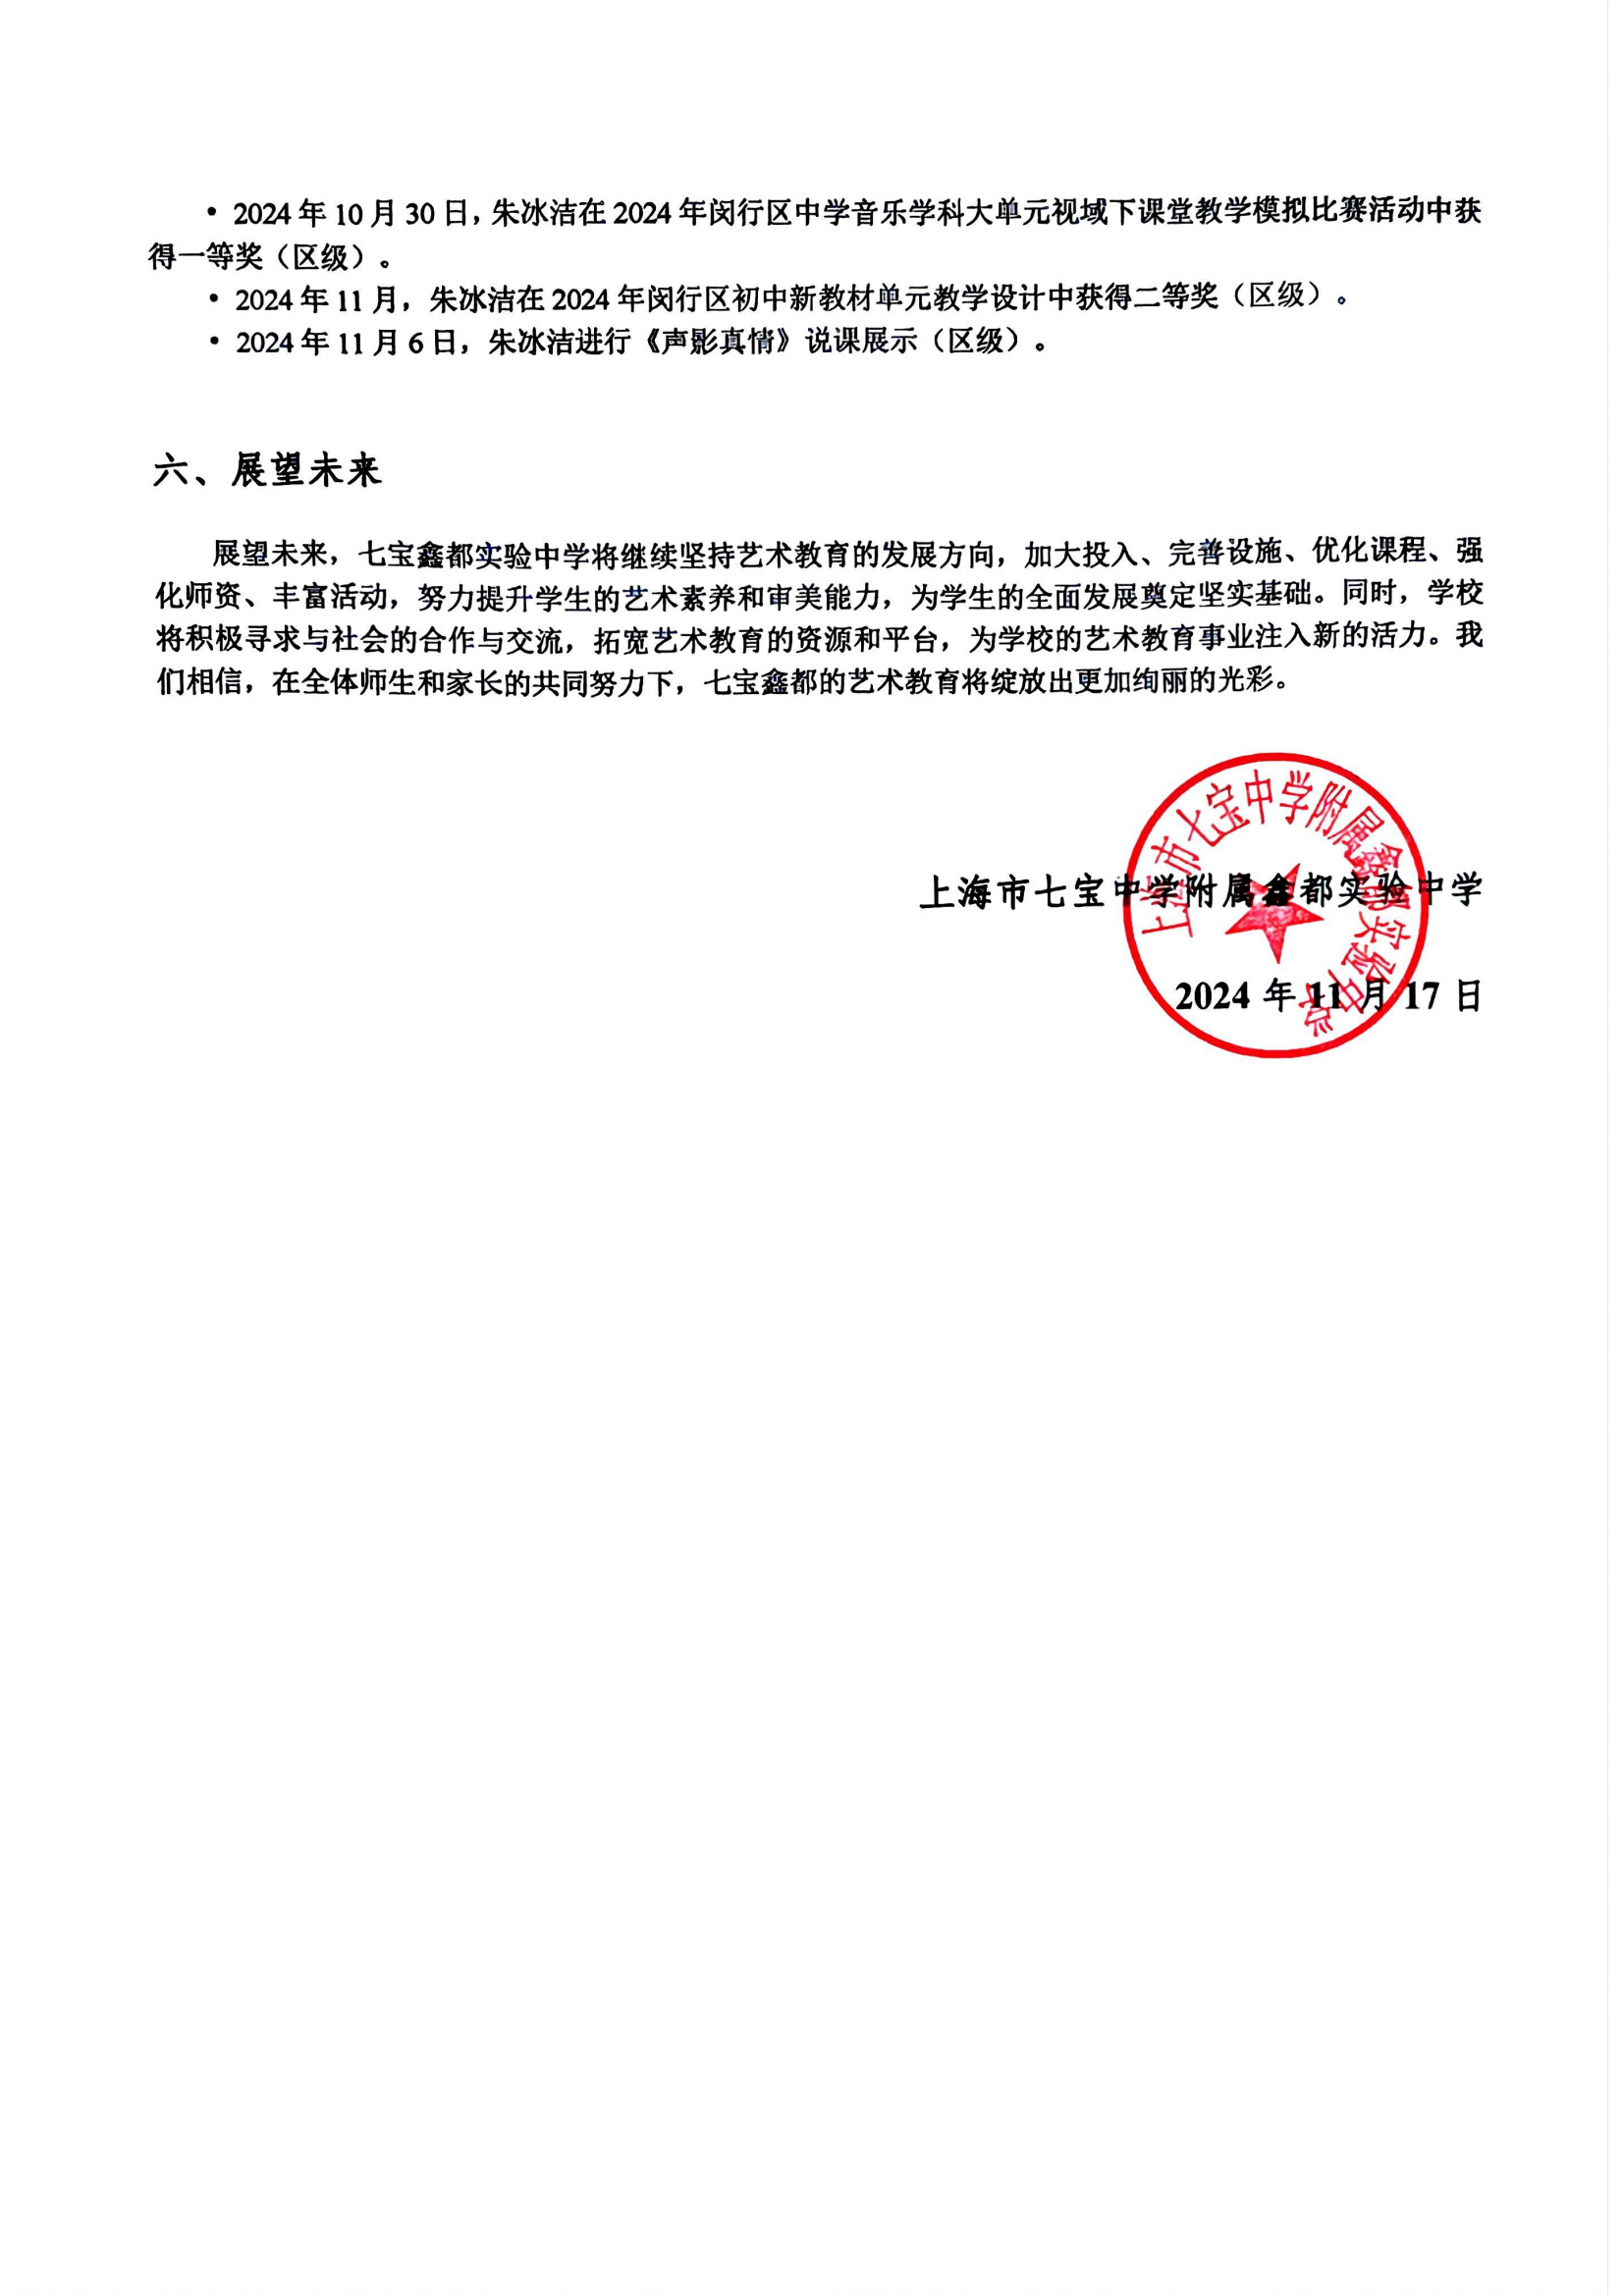 • 2024 年 10 月 30 日，朱冰洁在 2024 年闵行区中学音乐学科大单元视域下课堂教学模拟比赛活动中获
得一等奖（区级）。
• 2024 年 11 月，朱冰洁在 2024 年闵行区初中新教材单元教学设计中获得二等奖（区级）。
• 2024 年 11 月 6 日，朱冰洁进行《声影真情》说课展示（区级）。
六、展望未来
展望未来，七宝鑫都实验中学将继续坚持艺术教育的发展方向，加大投入、完善设施、优化课程、强
化师资、丰富活动，努力提升学生的艺术素养和审美能力，为学生的全面发展奠定坚实基础。同时，学校
将积极寻求与社会的合作与交流，拓宽艺术教育的资源和平台，为学校的艺术教育事业注入新的活力。我
们相信，在全体师生和家长的共同努力下，七宝鑫都的艺术教育将绽放出更加绚丽的光彩。
上海市七宝中学附属鑫都实验中学
上海市七宝中学附属鑫都实验中学
2024 年 11 月 17 日